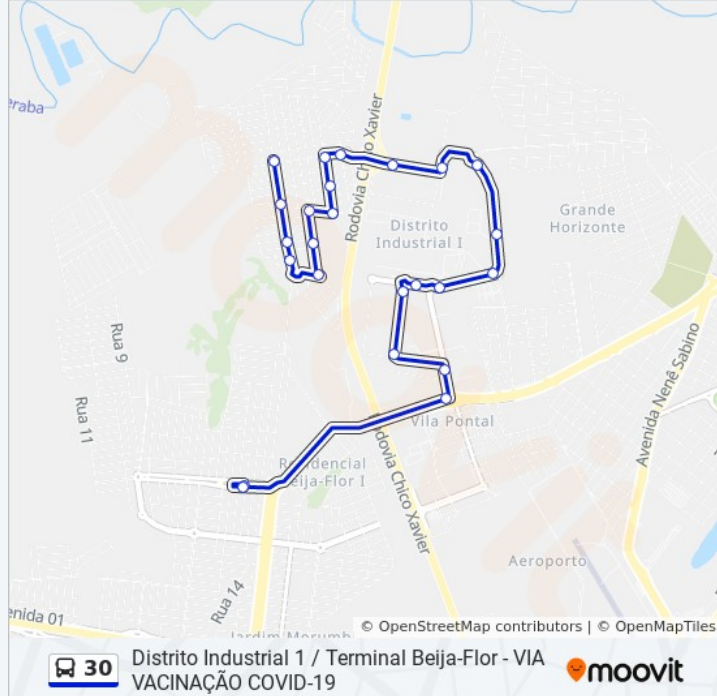 eraba
Rodovia Chico Xavier
Distrito
Industrial I
Grande
Horizonte
Rua 9
Rua 11
Avenida Nenê Sabino
Vila Pontal
Rodovia Chico Xavier
Residencial
Beija-Flor I
Aeroporto
Rua 14
enida 01
Jardim Morumb
© OpenStreetMap contributors | © OpenMapTiles
30
Distrito Industrial 1 / Terminal Beija-Flor - VIA
VACINAÇÃO COVID-19
moovit